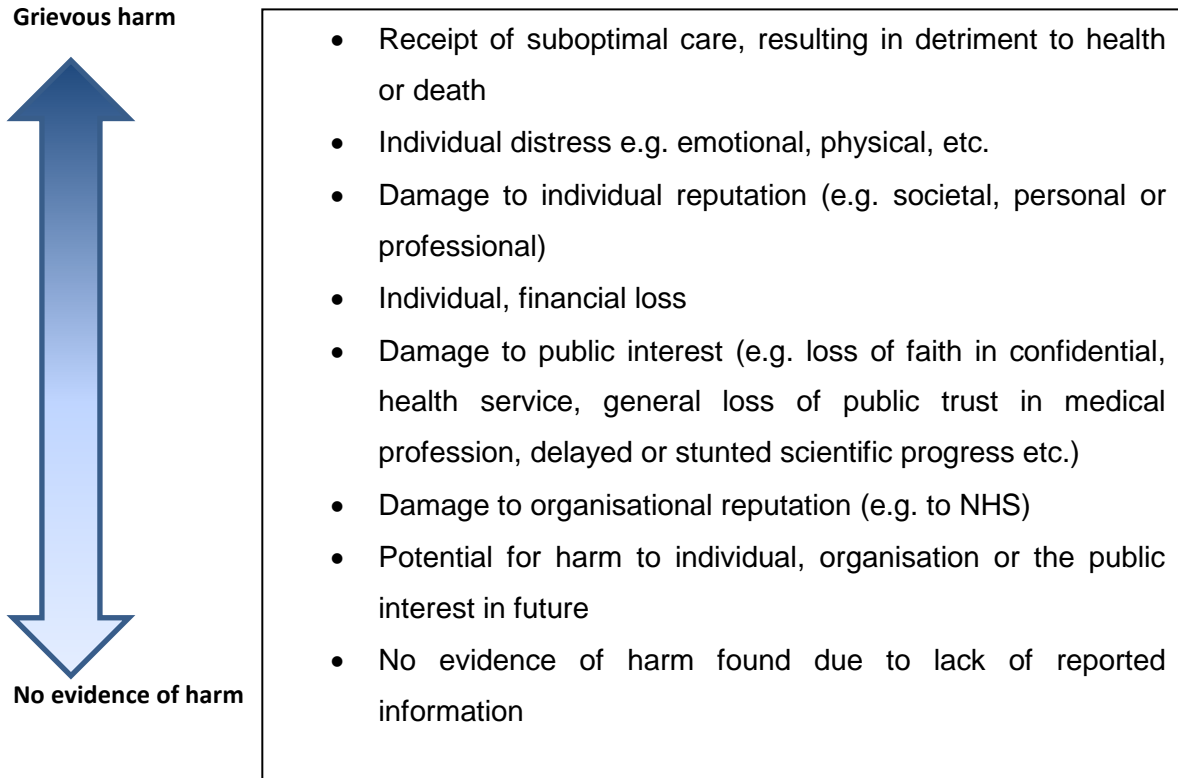 Grievous harm
• Receipt of suboptimal care, resulting in detriment to health
or death
• Individual distress e.g. emotional, physical, etc.
• Damage to individual reputation (e.g. societal, personal or
professional)
• Individual, financial loss
• Damage to public interest (e.g. loss of faith in confidential,
health service, general loss of public trust in medical
profession, delayed or stunted scientific progress etc.)
• Damage to organisational reputation (e.g. to NHS)
• Potential for harm to individual, organisation or the public
interest in future
• No evidence of harm found due to lack of reported
information
No evidence of harm